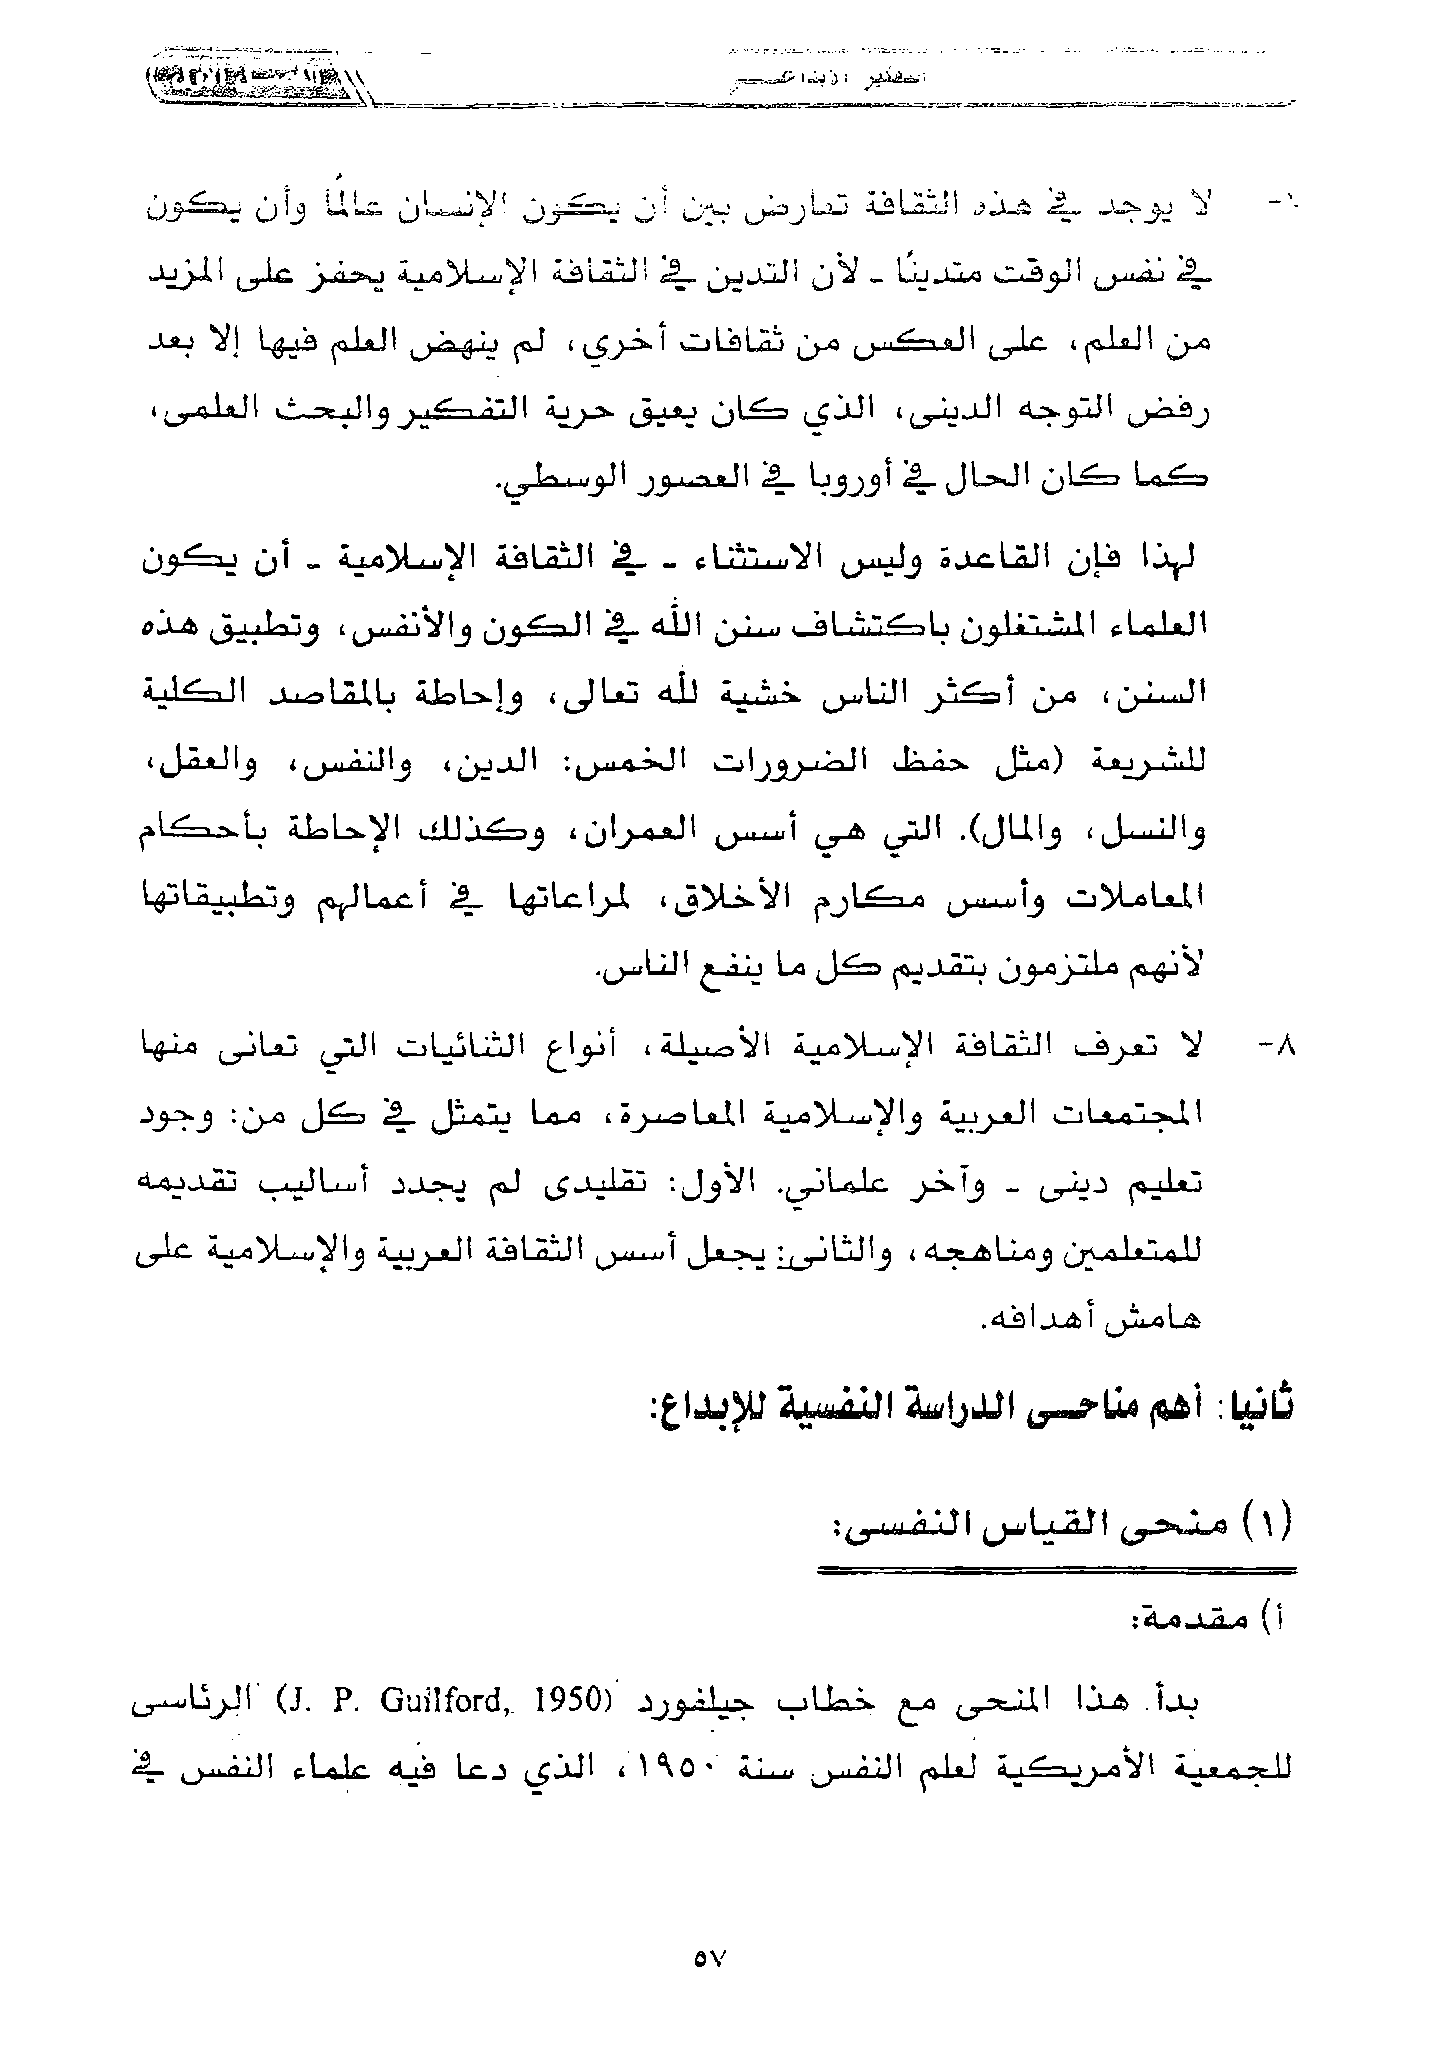 التفكير الإبداعى
لا يوجد في هذه الثقافة تعارض بين أن يكون الإنسان عالمًا وأن يكون
في نفس الوقت متدينًا - لأن التدين في الثقافة الإسلامية يحفز على المزيد
من العلم، على العكس من ثقافات أخري، لم ينهض العلم فيها إلا بعد
رفض التوجه الدينى، الذي كان يعيق حرية التفكير والبحث العلمى،
كما كان الحال في أوروبا في العصور الوسطي.
لهذا فإن القاعدة وليس الاستثناء - في الثقافة الإسلامية - أن يكون
العلماء المشتغلون باكتشاف سنن الله في الكون والأنفس، وتطبيق هذه
السنن، من أكثر الناس خشية لله تعالى، وإحاطة بالمقاصد الكلية
للشريعة (مثل حفظ الضرورات الخمس: الدين، والنفس، والعقل،
والنسل، والمال). التي هي أسس العمران، وكذلك الإحاطة بأحكام
المعاملات وأسس مكارم الأخلاق، لمراعاتها في أعمالهم وتطبيقاتها
لأنهم ملتزمون بتقديم كل ما ينفع الناس.
٨- لا تعرف الثقافة الإسلامية الأصيلة، أنواع الثنائيات التي تعانى منها
المجتمعات العربية والإسلامية المعاصرة، مما يتمثل في كل من: وجود
تعليم دينى - وآخر علماني. الأول: تقليدى لم يجدد أساليب تقديمه
للمتعلمين ومناهجه، والثانى: يجعل أسس الثقافة العربية والإسلامية على
هامش أهدافه.
ثانيا: أهم مناحى الدراسة النفسية للإبداع:
(١) منحى القياس النفسى:
أ) مقدمة:
بدأ هذا المنحى مع خطاب جيلفورد (J. P. Guilford, 1950) الرئاسى
للجمعية الأمريكية لعلم النفس سنة ١٩٥٠، الذي دعا فيه علماء النفس في
٥٧